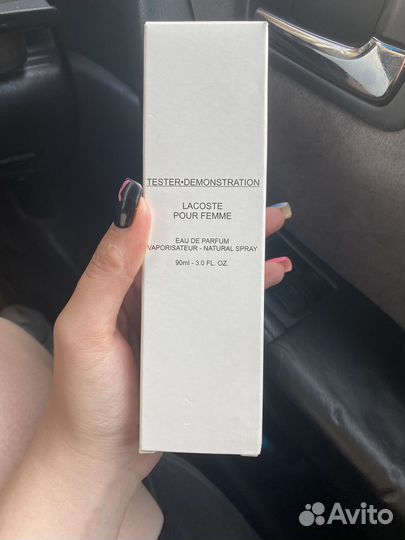 TESTER•DEMONSTRATION
LACOSTE
POUR FEMME
EAU DE PARFUM
VAPORISATEUR - NATURAL SPRAY
90ml - 3.0 FL. OZ.
Avito